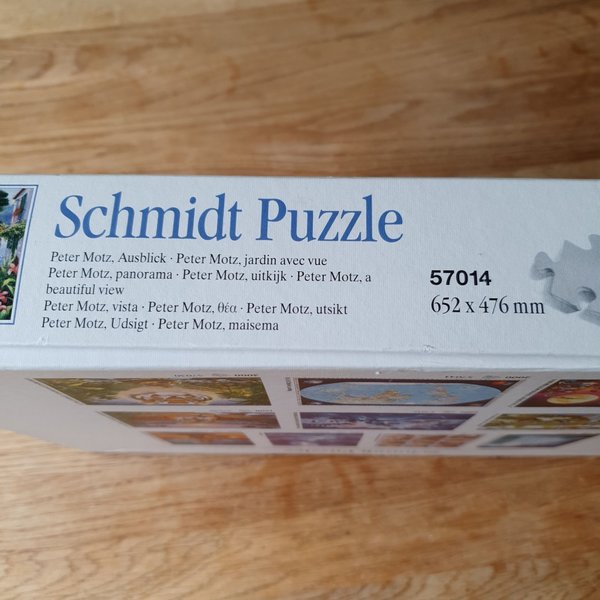 Schmidt Puzzle
Peter Motz, Ausblick · Peter Motz, jardin avec vue
Peter Motz, panorama · Peter Motz, uitkijk · Peter Motz, a
beautiful view
Peter Motz, vista · Peter Motz, θέα · Peter Motz, utsikt
Peter Motz, Udsigt · Peter Motz, maisema
57014
652 x 476 mm